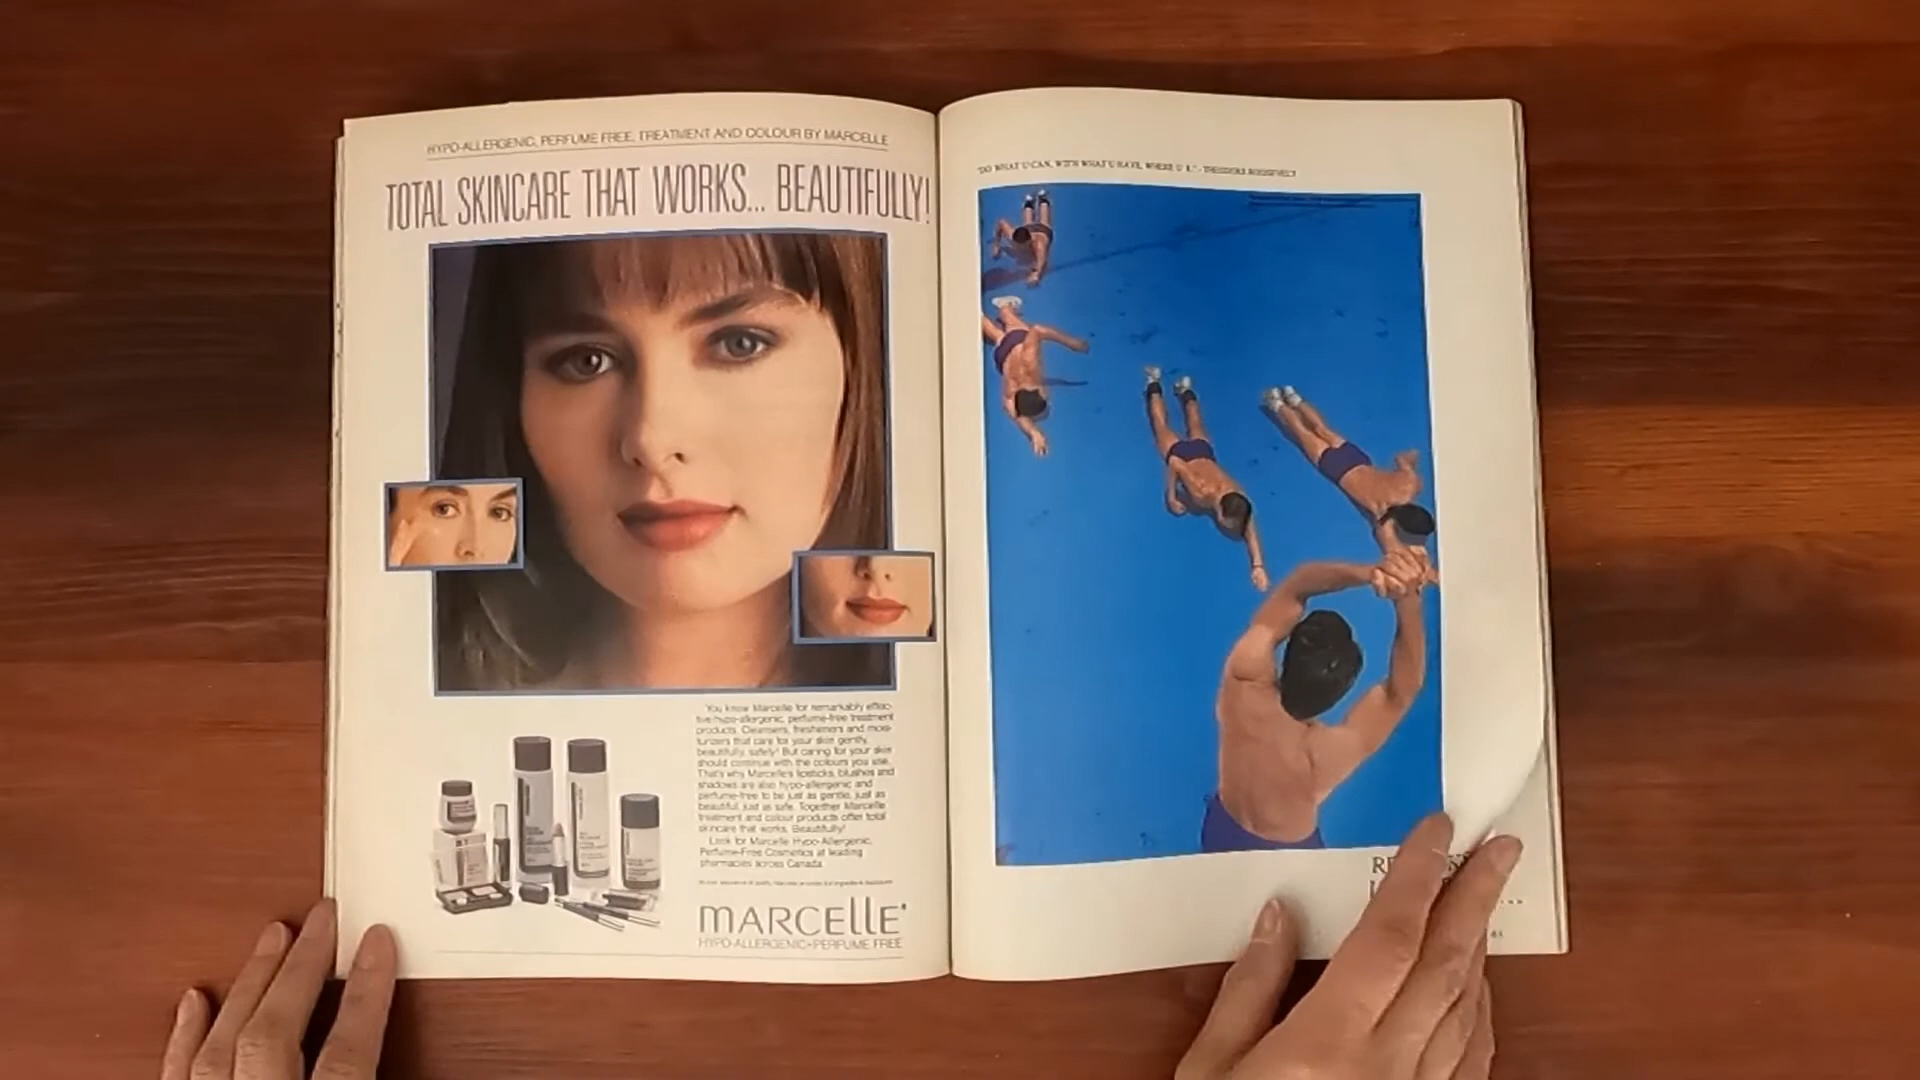 HYPO-ALLERGENIC, PERFUME FREE, TREATMENT AND COLOUR BY MARCELLE
TOTAL SKINCARE THAT WORKS... BEAUTIFULLY!
You know Marcelle for remarkably effec-
tive hypo-allergenic, perfume-free treatment
products. Cleansers, fresheners and mois-
turizers that care for your skin gently,
beautifully, safely! But caring for your skin
should continue with the colours you use.
That's why Marcelle's lipsticks, blushes and
shadows are also hypo-allergenic and
perfume-free to be just as gentle, just as
beautiful, just as safe. Together Marcelle
treatment and colour products offer total
skincare that works. Beautifully!
Look for Marcelle Hypo-Allergenic,
Perfume-Free Cosmetics at leading
pharmacies across Canada.
MARCELLE
HYPO-ALLERGENIC•PERFUME FREE
"DO WHAT U CAN, WITH WHAT U HAVE, WHERE U R." - THEODORE ROOSEVELT